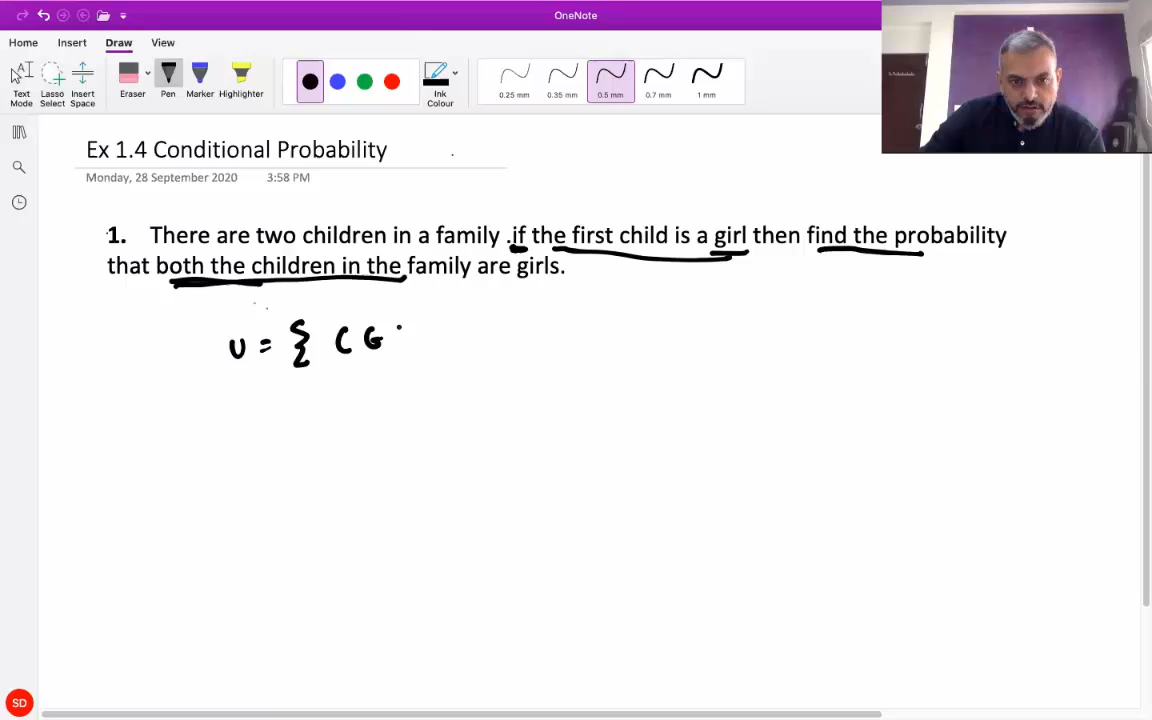 OneNote
Home Insert Draw View
Text Mode Lasso Select Insert Space Eraser Pen Marker Highlighter Ink Colour 0.25 mm 0.35 mm 0.5 mm 0.7 mm 1 mm
Ex 1.4 Conditional Probability
Monday, 28 September 2020 3:58 PM
1. There are two children in a family .if the first child is a girl then find the probability
that both the children in the family are girls.
U = { ( G
SD